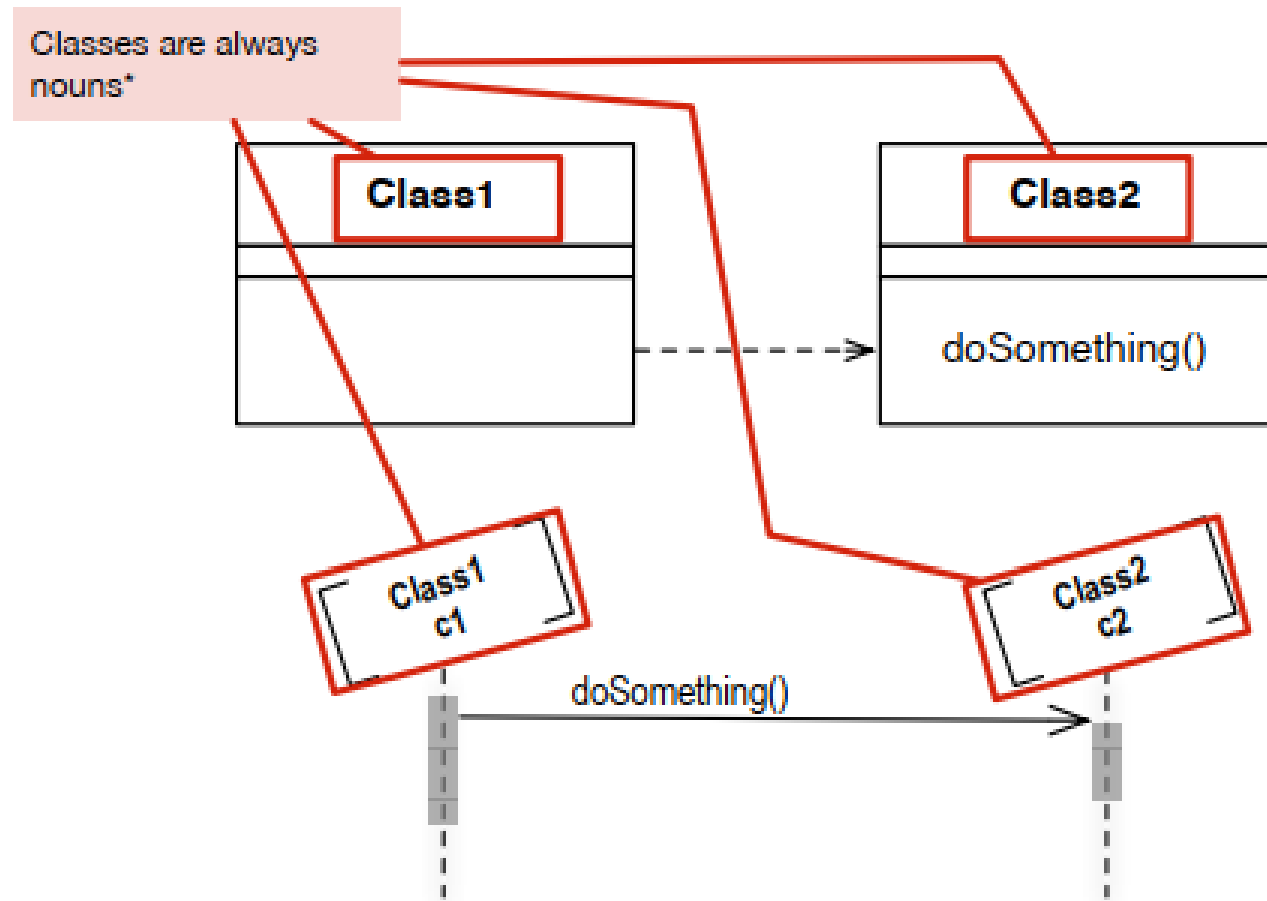 Classes are always
nouns*
Class1
Class2
doSomething()
Class1
c1
Class2
c2
doSomething()